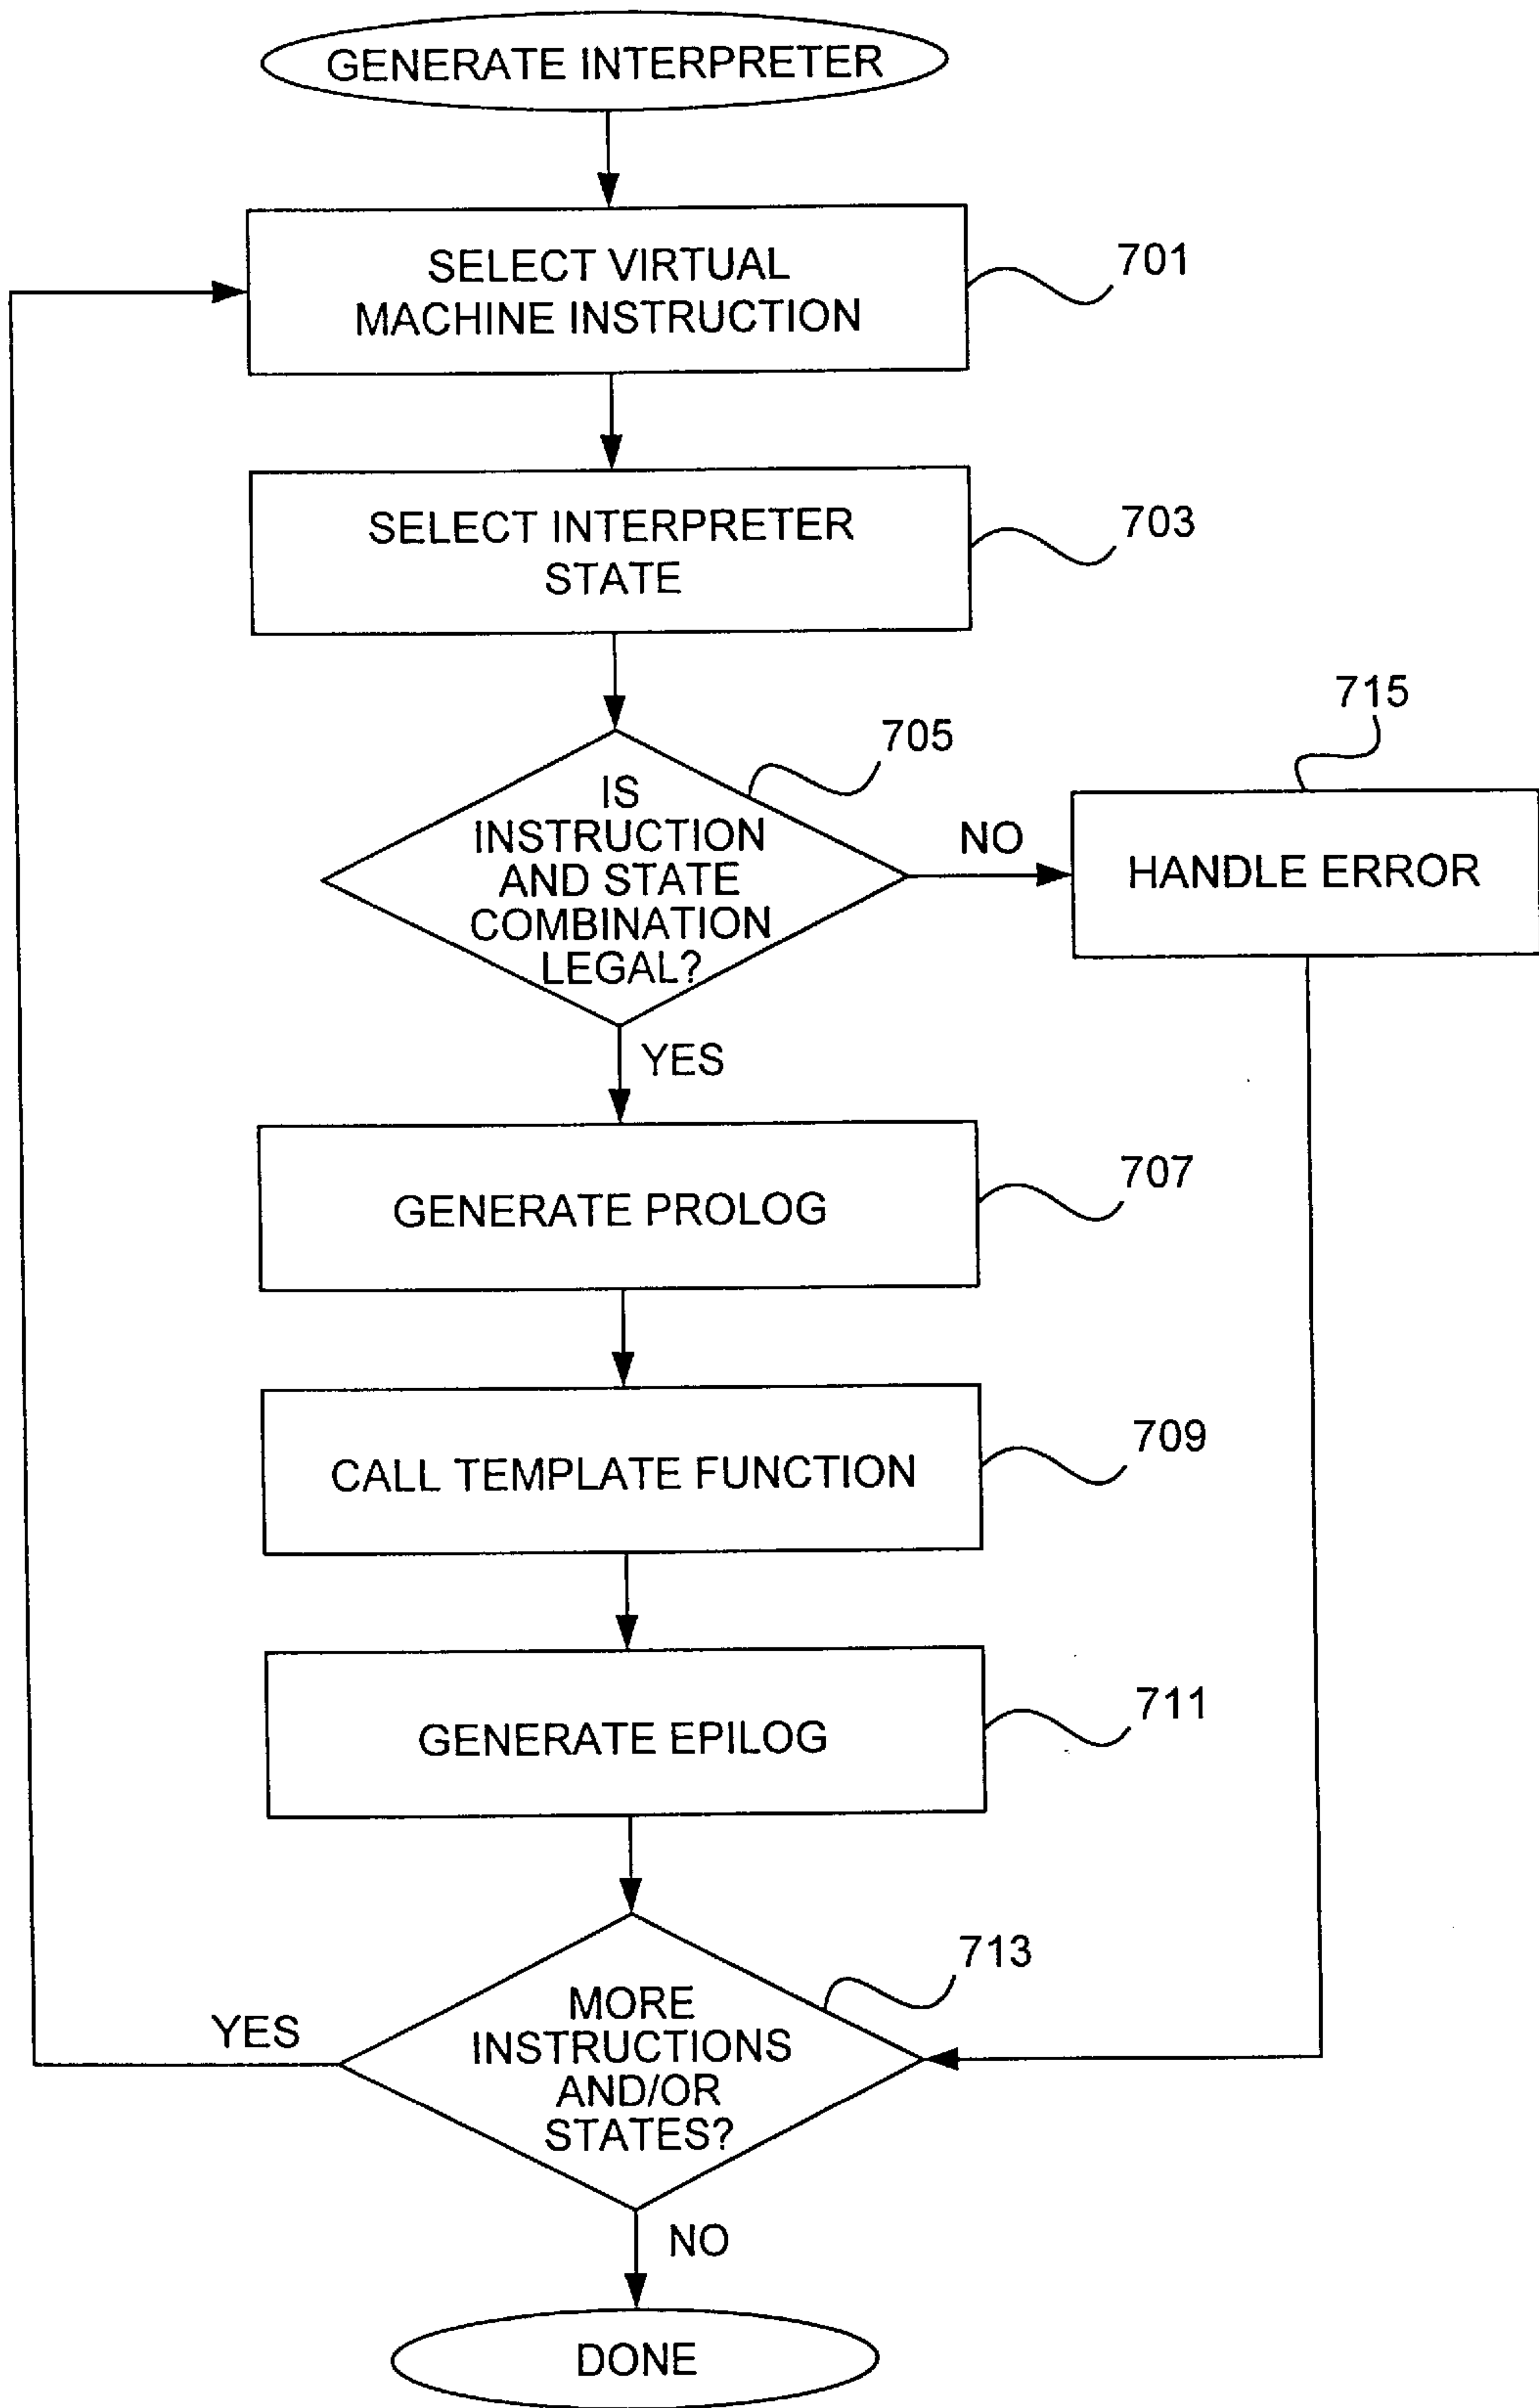 GENERATE INTERPRETER
SELECT VIRTUAL
MACHINE INSTRUCTION
701
SELECT INTERPRETER
STATE
703
IS
INSTRUCTION
AND STATE
COMBINATION
LEGAL?
705
NO
715
HANDLE ERROR
YES
GENERATE PROLOG
707
CALL TEMPLATE FUNCTION
709
GENERATE EPILOG
711
MORE
INSTRUCTIONS
AND/OR
STATES?
713
YES
NO
DONE